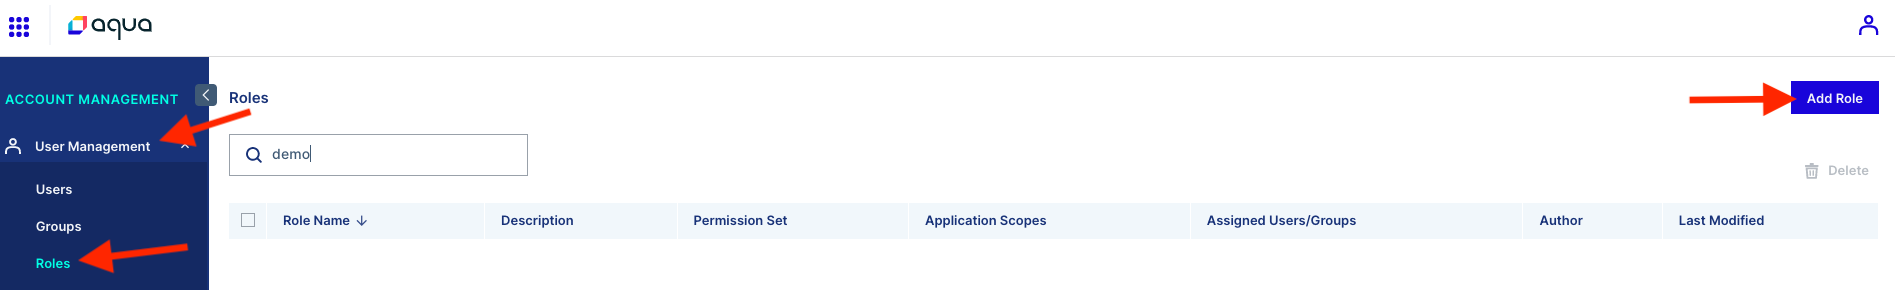 aqua
ACCOUNT MANAGEMENT
User Management
Users
Groups
Roles
Roles
Add Role
demo
Delete
Role Name Description Permission Set Application Scopes Assigned Users/Groups Author Last Modified